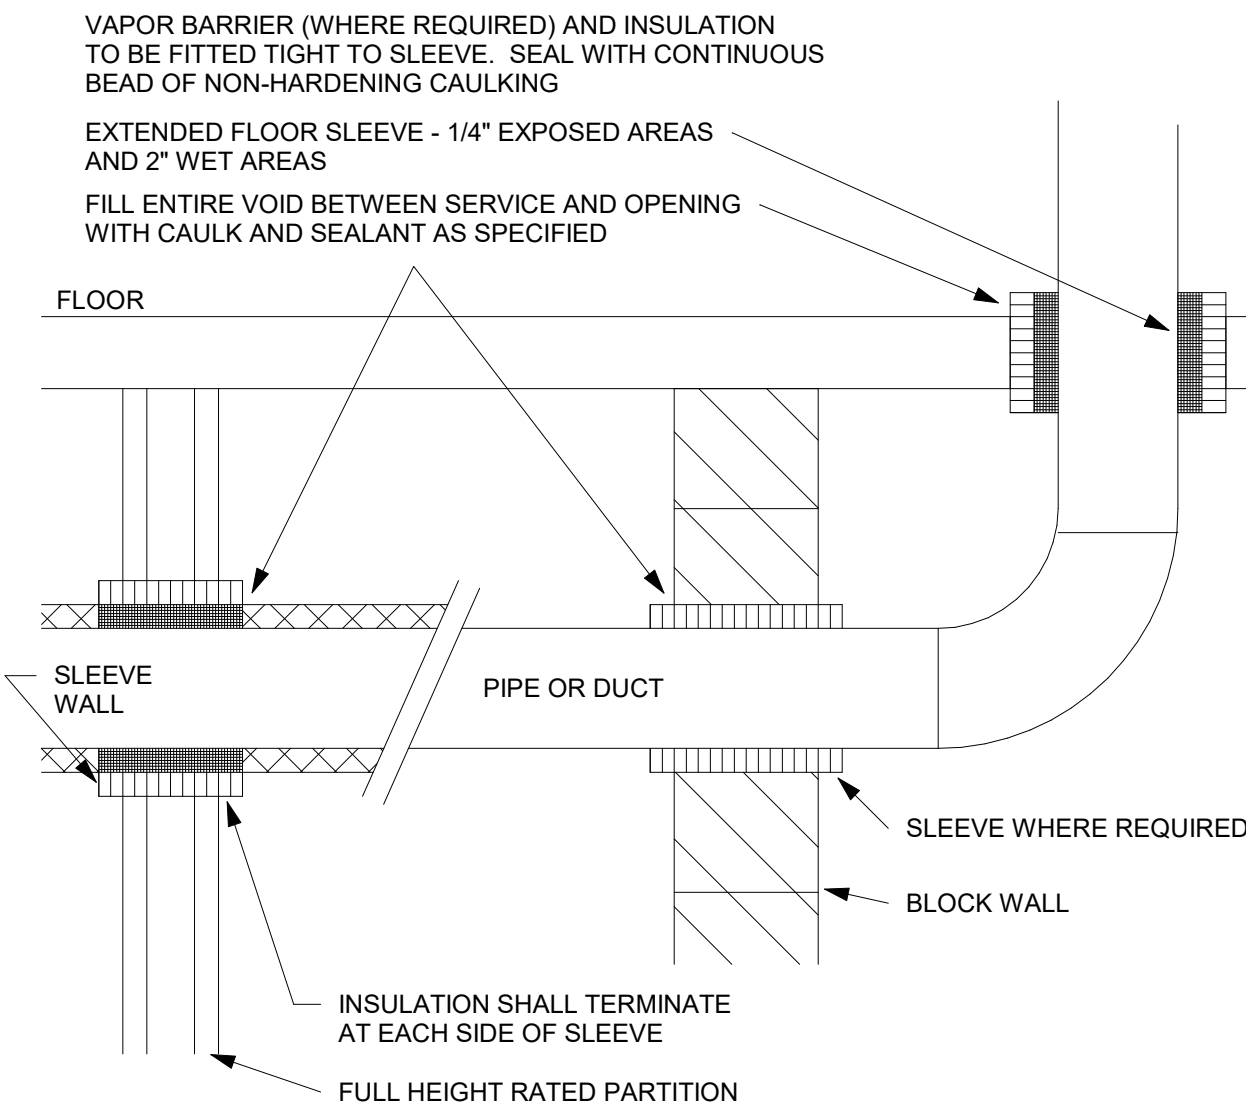 VAPOR BARRIER (WHERE REQUIRED) AND INSULATION
TO BE FITTED TIGHT TO SLEEVE.  SEAL WITH CONTINUOUS
BEAD OF NON-HARDENING CAULKING
EXTENDED FLOOR SLEEVE - 1/4" EXPOSED AREAS
AND 2" WET AREAS
FILL ENTIRE VOID BETWEEN SERVICE AND OPENING
WITH CAULK AND SEALANT AS SPECIFIED
FLOOR
SLEEVE
WALL
PIPE OR DUCT
SLEEVE WHERE REQUIRED
BLOCK WALL
INSULATION SHALL TERMINATE
AT EACH SIDE OF SLEEVE
FULL HEIGHT RATED PARTITION